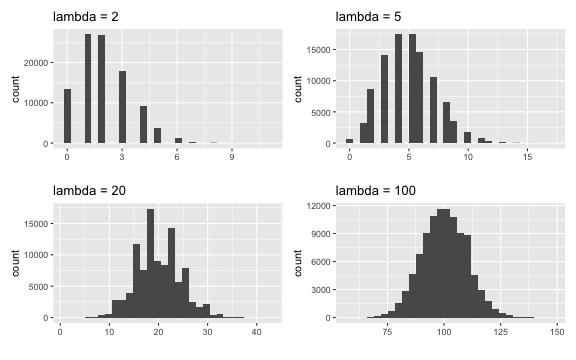 lambda = 2
count
20000
10000
0
0 3 6 9
lambda = 5
count
15000
10000
5000
0
0 5 10 15
lambda = 20
count
15000
10000
5000
0
0 10 20 30 40
lambda = 100
count
12000
9000
6000
3000
0
75 100 125 150